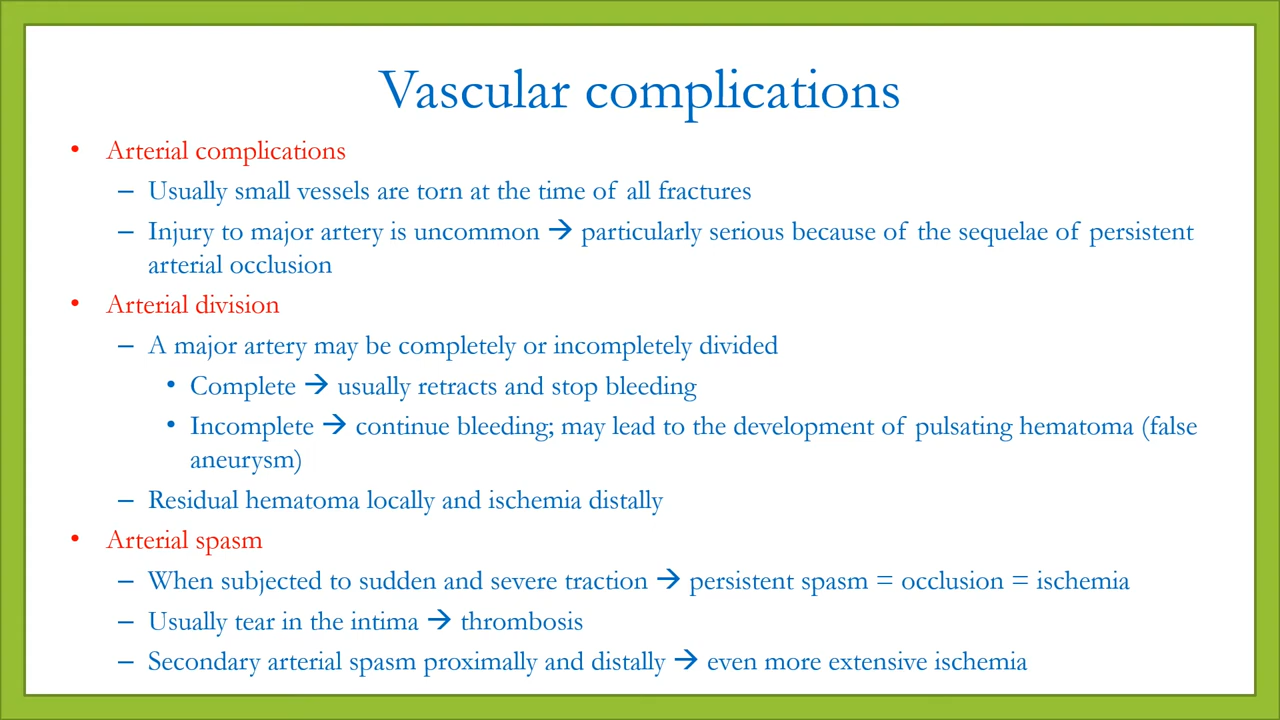 Vascular complications
• Arterial complications
– Usually small vessels are torn at the time of all fractures
– Injury to major artery is uncommon → particularly serious because of the sequelae of persistent
arterial occlusion
• Arterial division
– A major artery may be completely or incompletely divided
• Complete → usually retracts and stop bleeding
• Incomplete → continue bleeding; may lead to the development of pulsating hematoma (false
aneurysm)
– Residual hematoma locally and ischemia distally
• Arterial spasm
– When subjected to sudden and severe traction → persistent spasm = occlusion = ischemia
– Usually tear in the intima → thrombosis
– Secondary arterial spasm proximally and distally → even more extensive ischemia